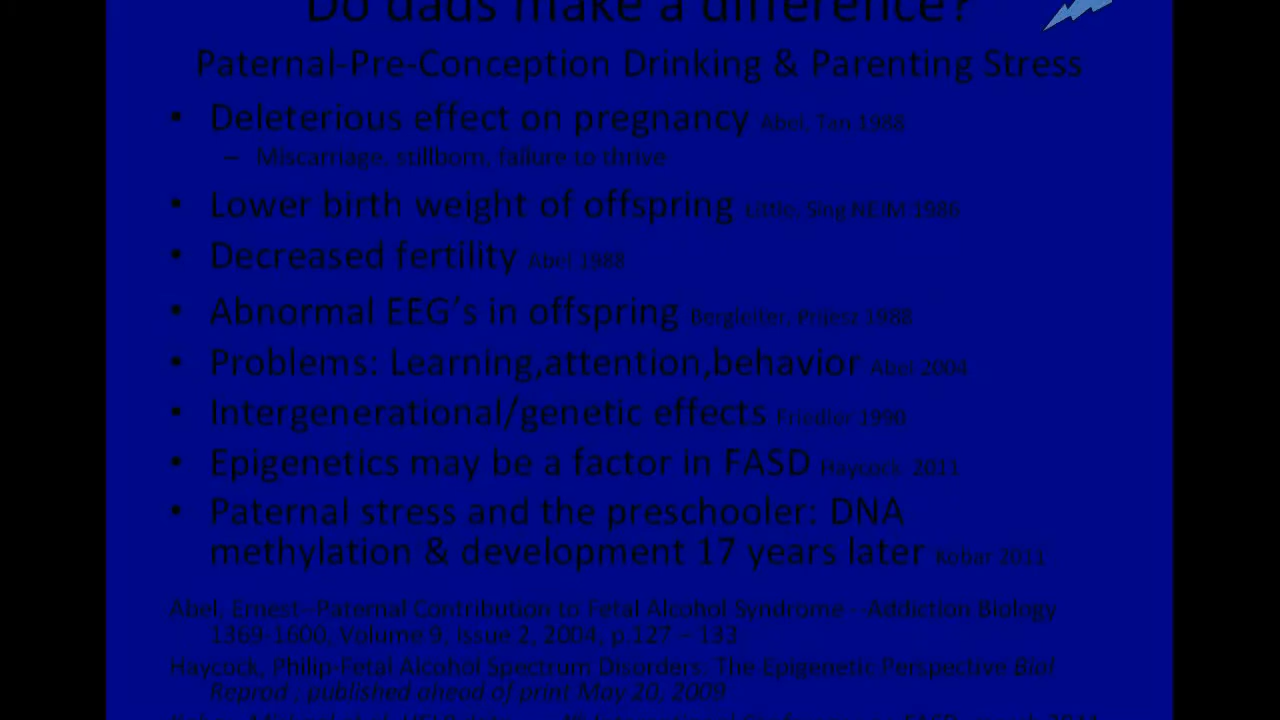 Do dads make a difference?
Paternal-Pre-Conception Drinking & Parenting Stress
• Deleterious effect on pregnancy Abel, Tan 1988
– Miscarriage, stillborn, failure to thrive
• Lower birth weight of offspring Little, Sing NEJM 1986
• Decreased fertility Abel 1988
• Abnormal EEG's in offspring Bergleiter, Prijesz 1988
• Problems: Learning,attention,behavior Abel 2004
• Intergenerational/genetic effects Friedler 1990
• Epigenetics may be a factor in FASD Haycock 2011
• Paternal stress and the preschooler: DNA
methylation & development 17 years later Kobar 2011
Abel, Ernest--Paternal Contribution to Fetal Alcohol Syndrome --Addiction Biology
1369-1600, Volume 9, Issue 2, 2004, p.127 – 133
Haycock, Philip-Fetal Alcohol Spectrum Disorders: The Epigenetic Perspective Biol
Reprod , published ahead of print May 20, 2009